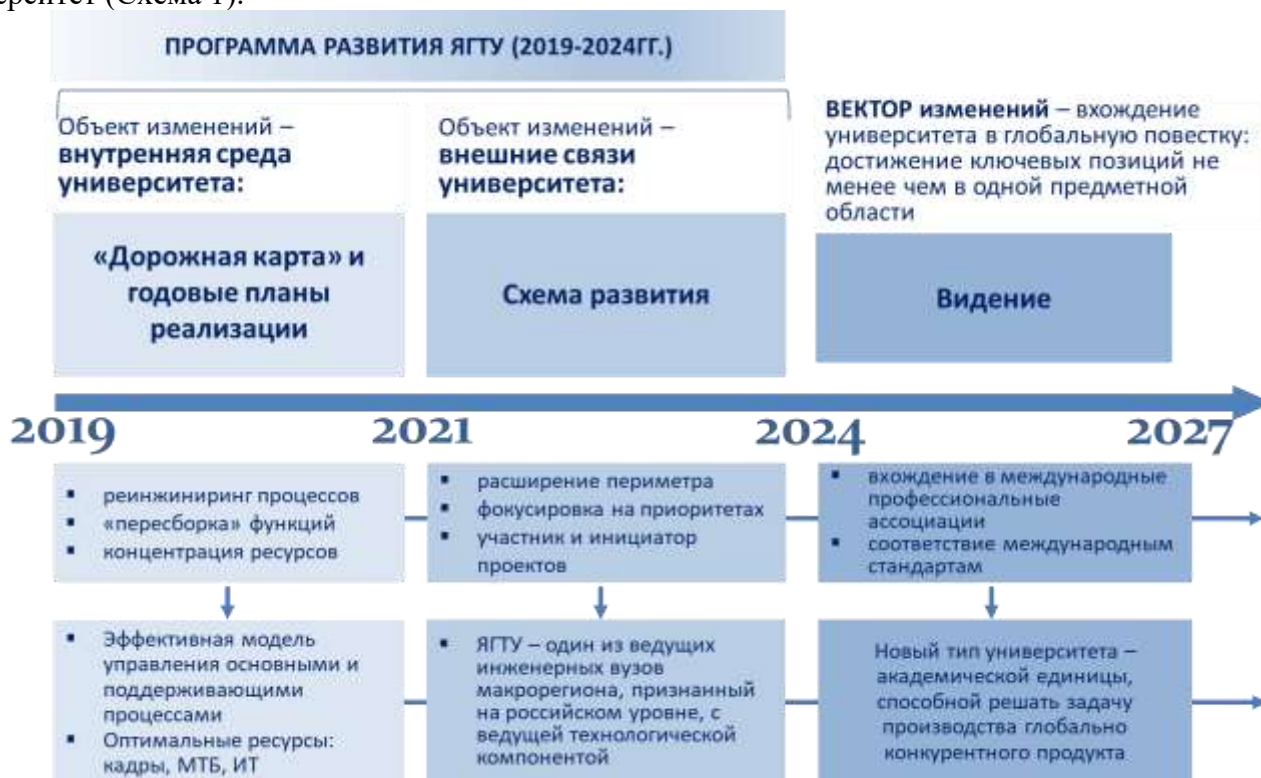 ерситет (Схема 1).
ПРОГРАММА РАЗВИТИЯ ЯГТУ (2019-2024ГГ.)
Объект изменений –
внутренняя среда
университета:
Объект изменений –
внешние связи
университета:
ВЕКТОР изменений – вхождение
университета в глобальную повестку:
достижение ключевых позиций не
менее чем в одной предметной
области
«Дорожная карта» и
годовые планы
реализации
Схема развития
Видение
2019
2021
2024
2027
▪ реинжиниринг процессов
▪ «пересборка» функций
▪ концентрация ресурсов
▪ расширение периметра
▪ фокусировка на приоритетах
▪ участник и инициатор
проектов
▪ вхождение в международные
профессиональные
ассоциации
▪ соответствие международным
стандартам
▪ Эффективная модель
управления основными и
поддерживающими
процессами
▪ Оптимальные ресурсы:
кадры, МТБ, ИТ
▪ ЯГТУ – один из ведущих
инженерных вузов
макрорегиона, признанный
на российском уровне, с
ведущей технологической
компонентой
Новый тип университета –
академической единицы,
способной решать задачу
производства глобально
конкурентного продукта